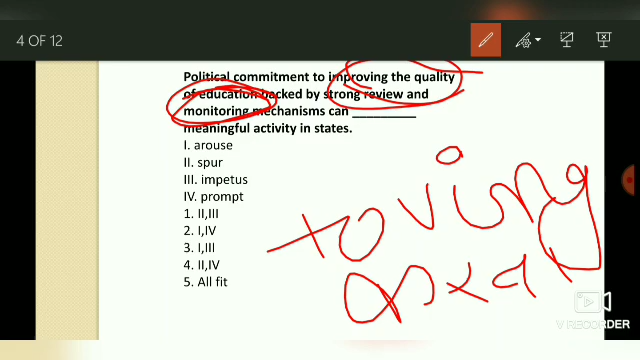 4 OF 12
Political commitment to improving the quality
of education backed by strong review and
monitoring mechanisms can ________
meaningful activity in states.
I. arouse
II. spur
III. impetus
IV. prompt
1. II,III
2. I,IV
3. I,III
4. II,IV
5. All fit
V RECORDER